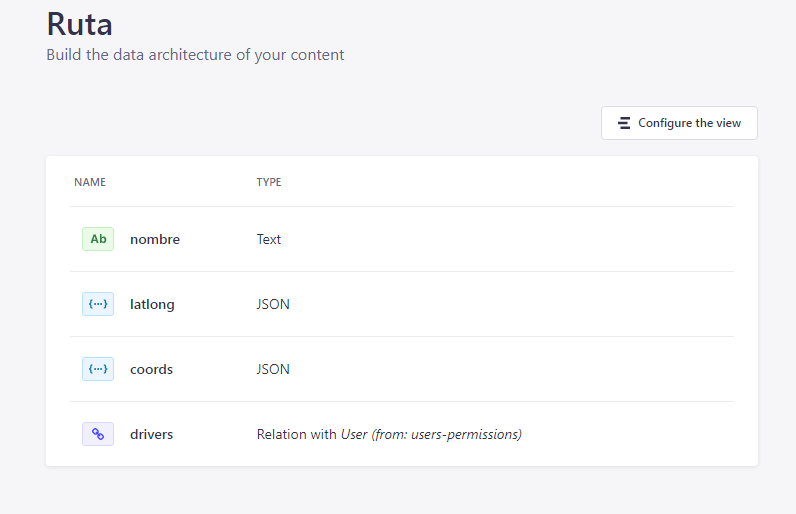 Ruta
Build the data architecture of your content
Configure the view
NAME TYPE
Ab nombre Text
{···} latlong JSON
{···} coords JSON
drivers Relation with User (from: users-permissions)